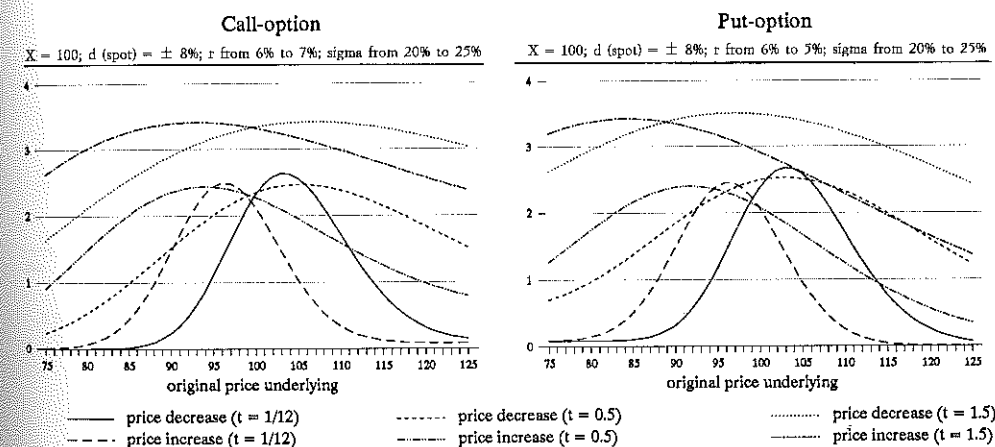 Call-option
X = 100; d (spot) = ± 8%; r from 6% to 7%; sigma from 20% to 25%
4
3
2
1
0
75 80 85 90 95 100 105 110 115 120 125
original price underlying
Put-option
X = 100; d (spot) = ± 8%; r from 6% to 5%; sigma from 20% to 25%
4
3
2
1
0
75 80 85 90 95 100 105 110 115 120 125
original price underlying
price decrease (t = 1/12)
price increase (t = 1/12)
price decrease (t = 0.5)
price increase (t = 0.5)
price decrease (t = 1.5)
price increase (t = 1.5)